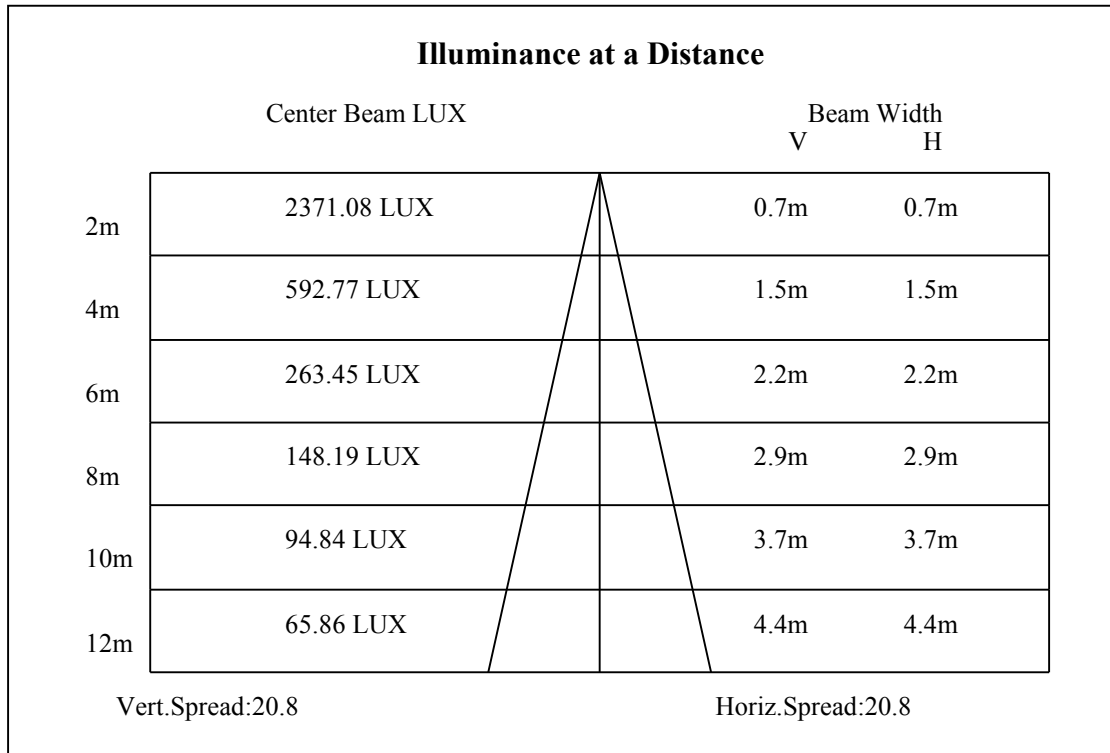 Illuminance at a Distance
Center Beam LUX Beam Width
V H
2m 2371.08 LUX 0.7m 0.7m
4m 592.77 LUX 1.5m 1.5m
6m 263.45 LUX 2.2m 2.2m
8m 148.19 LUX 2.9m 2.9m
10m 94.84 LUX 3.7m 3.7m
12m 65.86 LUX 4.4m 4.4m
Vert.Spread:20.8 Horiz.Spread:20.8